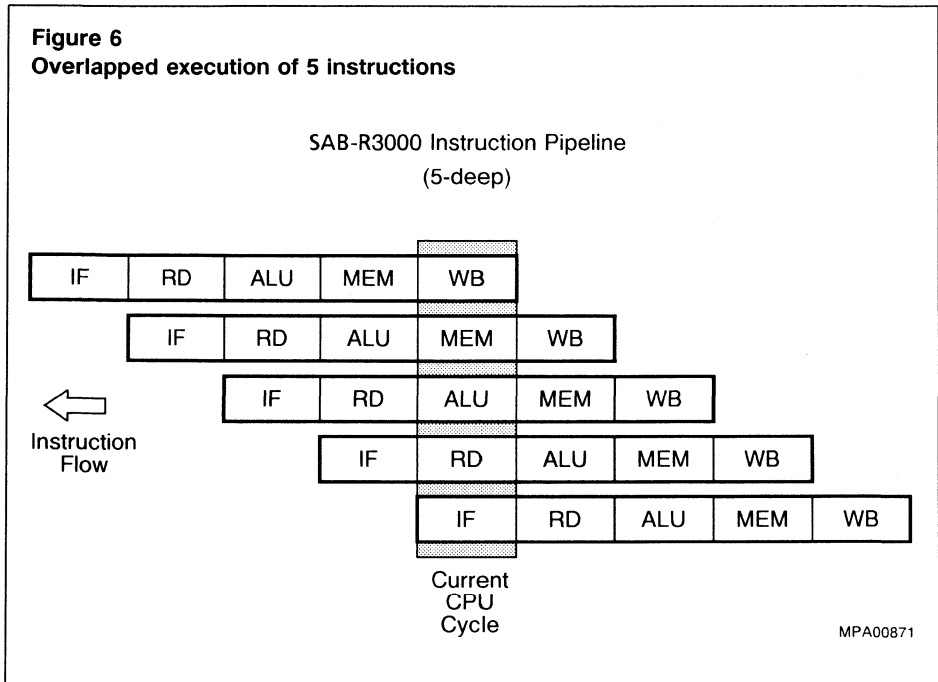 Figure 6
Overlapped execution of 5 instructions
SAB-R3000 Instruction Pipeline
(5-deep)
IF RD ALU MEM WB
IF RD ALU MEM WB
IF RD ALU MEM WB
Instruction
Flow
IF RD ALU MEM WB
IF RD ALU MEM WB
Current
CPU
Cycle
MPA00871